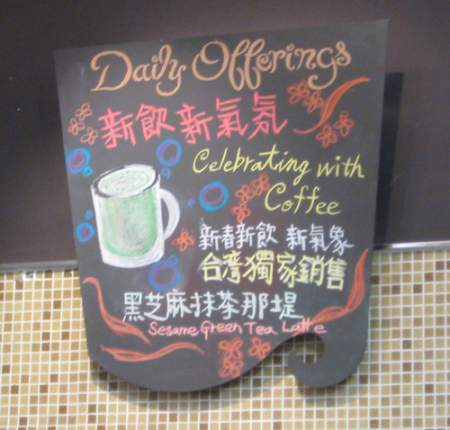 Daily Offerings
新飲新氣氛
Celebrating with
Coffee
新春新飲 新氣象
台灣獨家銷售
黑芝麻抹茶那堤
Sesame Green Tea Latte